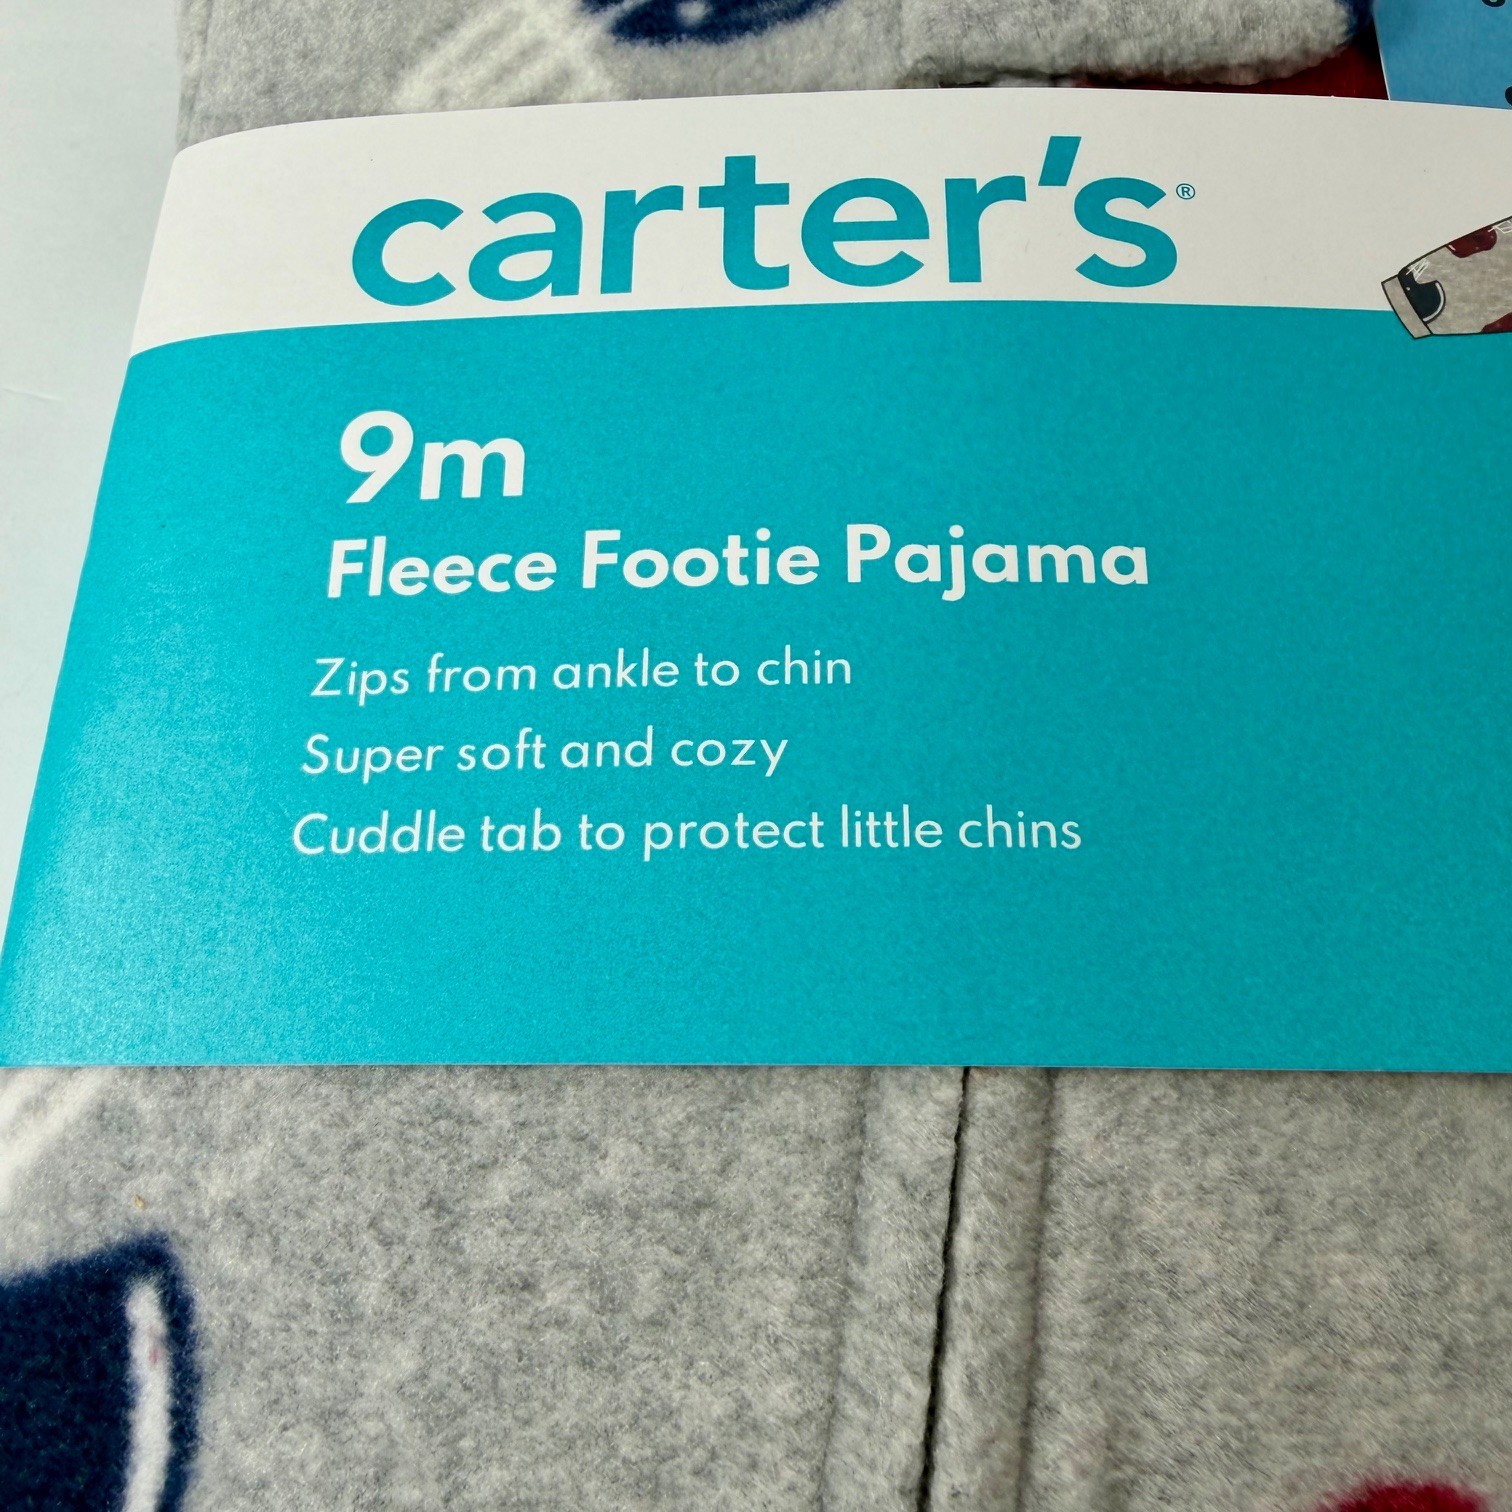 carter's®
9m
Fleece Footie Pajama
Zips from ankle to chin
Super soft and cozy
Cuddle tab to protect little chins